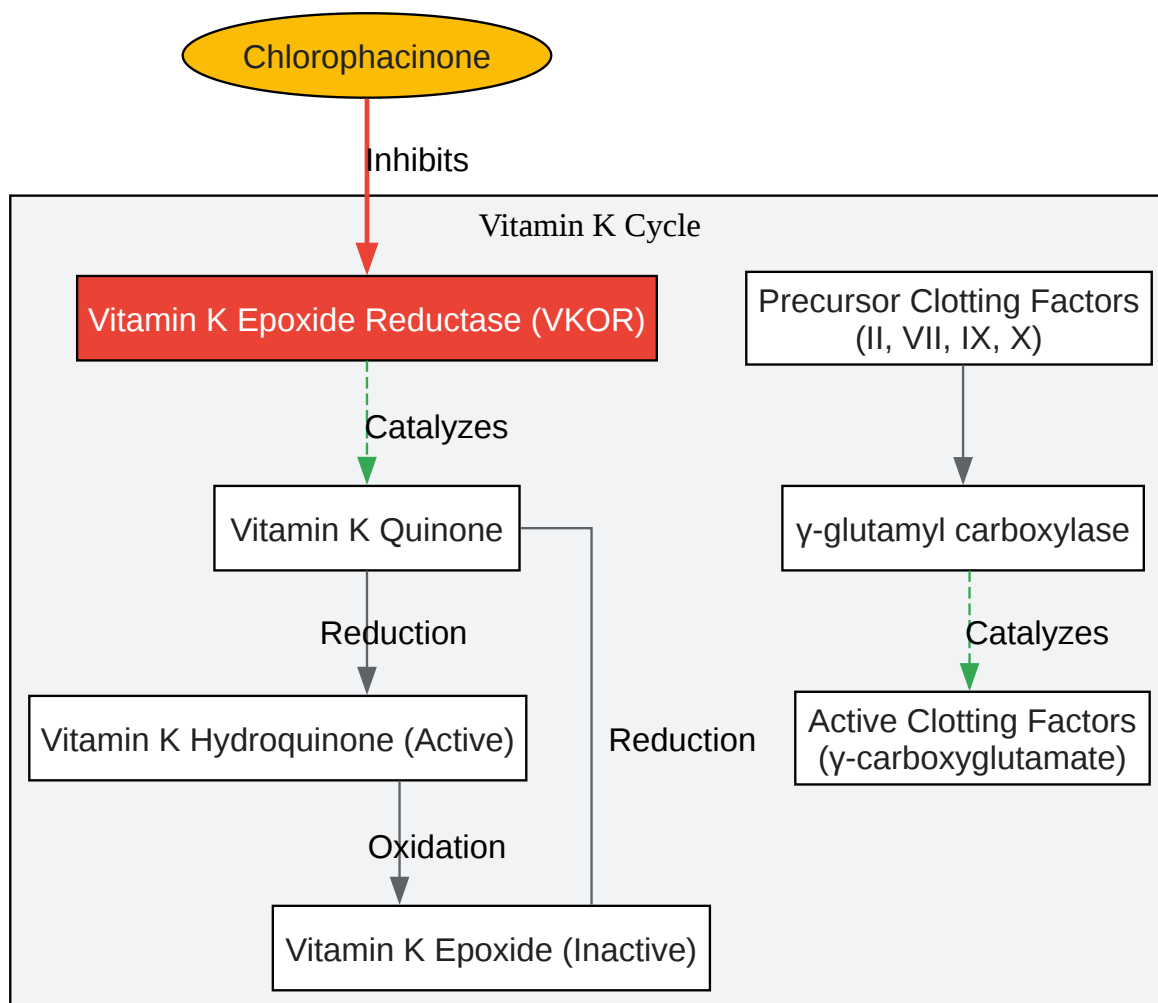 Chlorophacinone
Inhibits
Vitamin K Cycle
Vitamin K Epoxide Reductase (VKOR)
Precursor Clotting Factors
(II, VII, IX, X)
Catalyzes
Vitamin K Quinone
γ-glutamyl carboxylase
Reduction
Catalyzes
Vitamin K Hydroquinone (Active)
Reduction
Active Clotting Factors
(γ-carboxyglutamate)
Oxidation
Vitamin K Epoxide (Inactive)